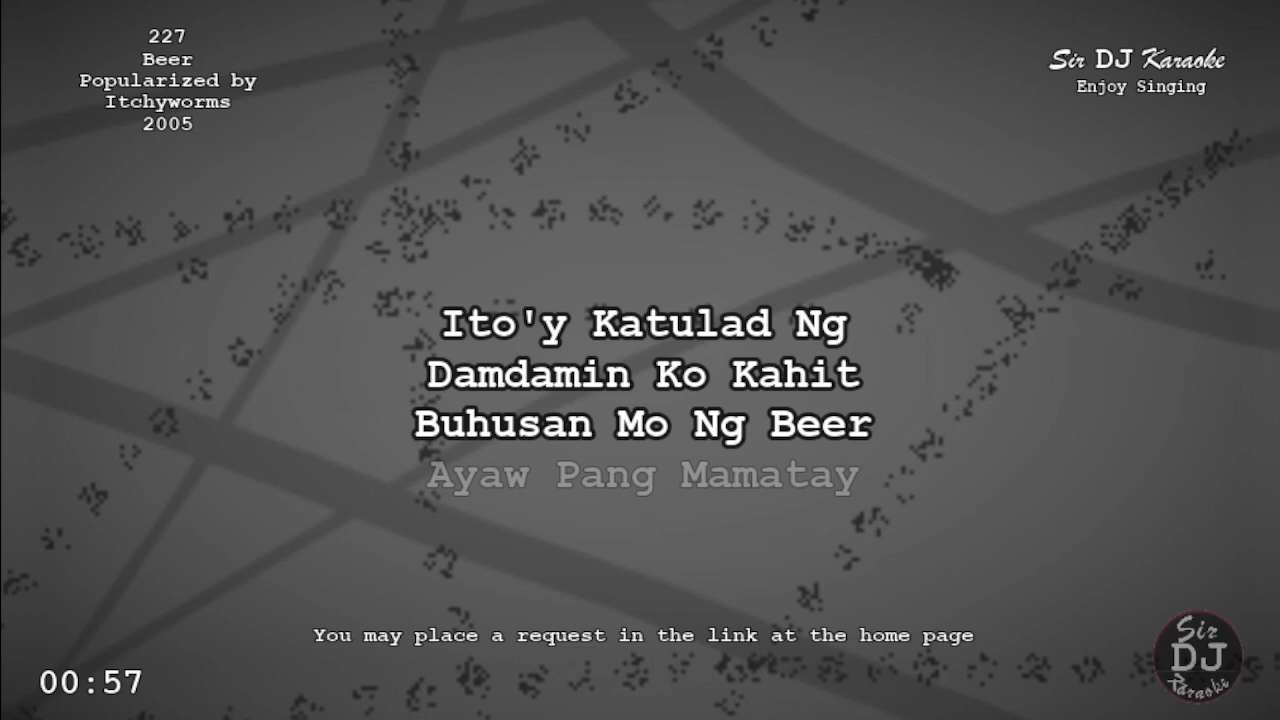 227
Beer
Popularized by
Itchyworms
2005
Sir DJ Karaoke
Enjoy Singing
Ito'y Katulad Ng
Damdamin Ko Kahit
Buhusan Mo Ng Beer
Ayaw Pang Mamatay
You may place a request in the link at the home page
00:57
Sir
DJ
Karaoke